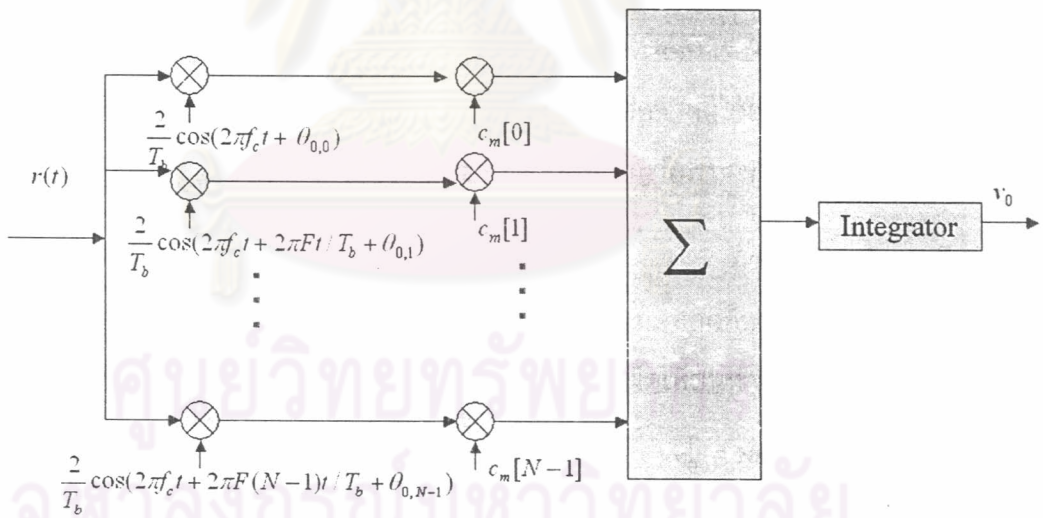 2/T_b cos(2πf_c t + θ_{0,0})
c_m[0]
r(t)
2/T_b cos(2πf_c t + 2πFt/T_b + θ_{0,1})
c_m[1]
∑
Integrator
v_0
2/T_b cos(2πf_c t + 2πF(N-1)t/T_b + θ_{0,N-1})
c_m[N-1]
ศูนย์วิทยทรัพยากร
จุฬาลงกรณ์มหาวิทยาลัย